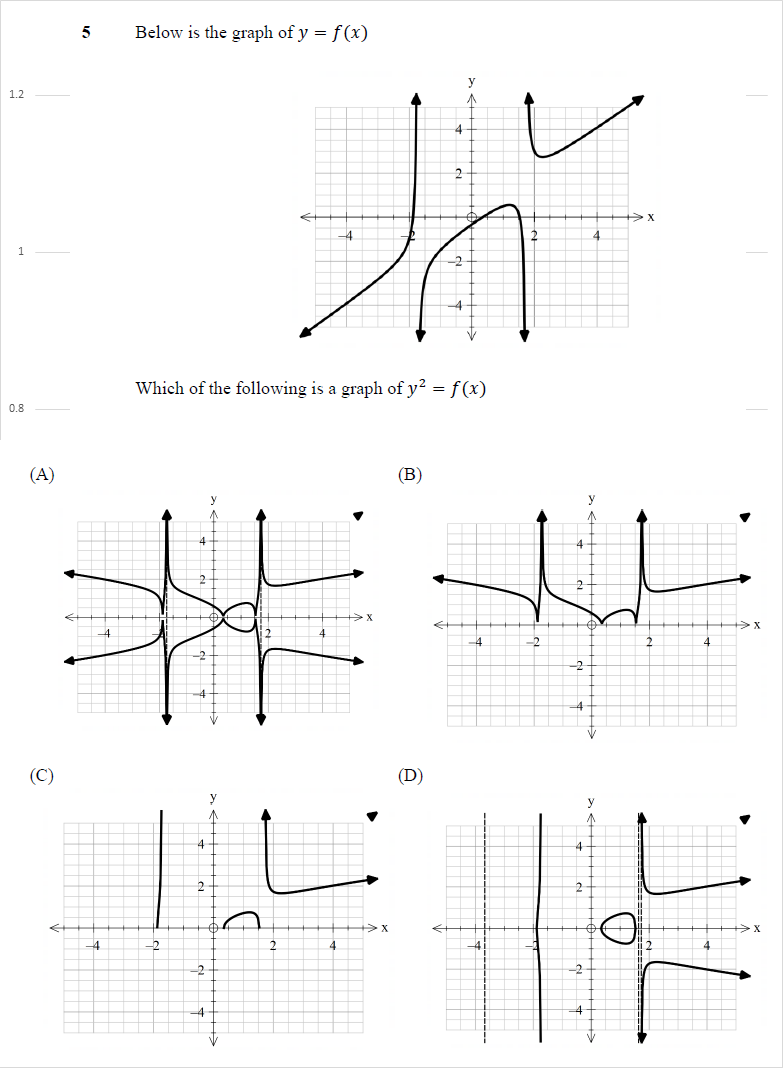 5 Below is the graph of y = f(x)
1.2
y
4
2
x
−4 −2 2 4
1
−2
−4
Which of the following is a graph of y² = f(x)
0.8
(A) (B)
y y
4 4
2 2
x x
−4 2 4 −4 −2 2 4
−2 −2
−4 −4
(C) (D)
y y
4 4
2 2
x x
−4 −2 2 4 −4 −2 2 4
−2 −2
−4 −4